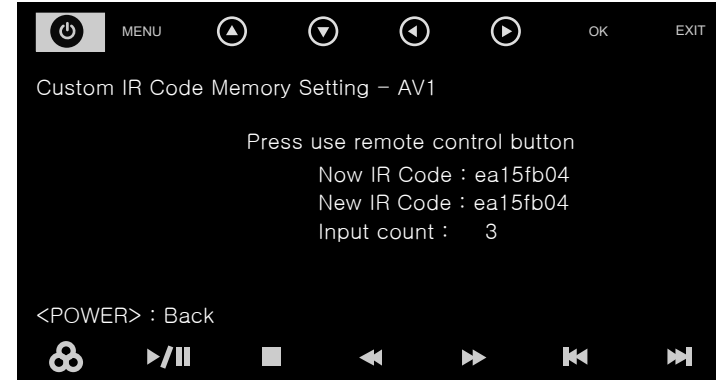 MENU OK EXIT
Custom IR Code Memory Setting - AV1
Press use remote control button
Now IR Code : ea15fb04
New IR Code : ea15fb04
Input count : 3
<POWER> : Back